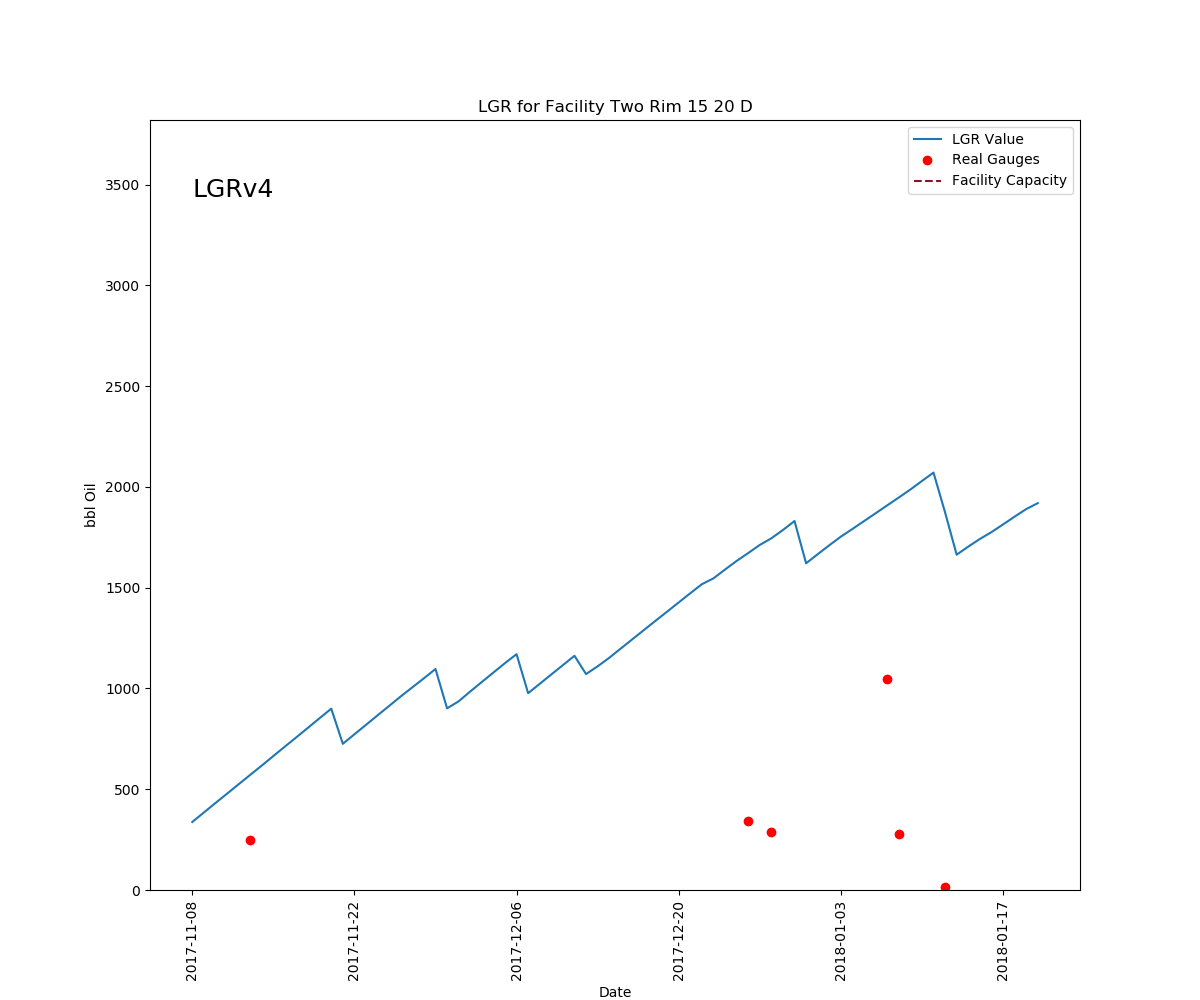 LGR for Facility Two Rim 15 20 D
LGRv4
LGR Value
Real Gauges
Facility Capacity
3500
3000
2500
2000
1500
1000
500
0
bbl Oil
2017-11-08
2017-11-22
2017-12-06
2017-12-20
2018-01-03
2018-01-17
Date